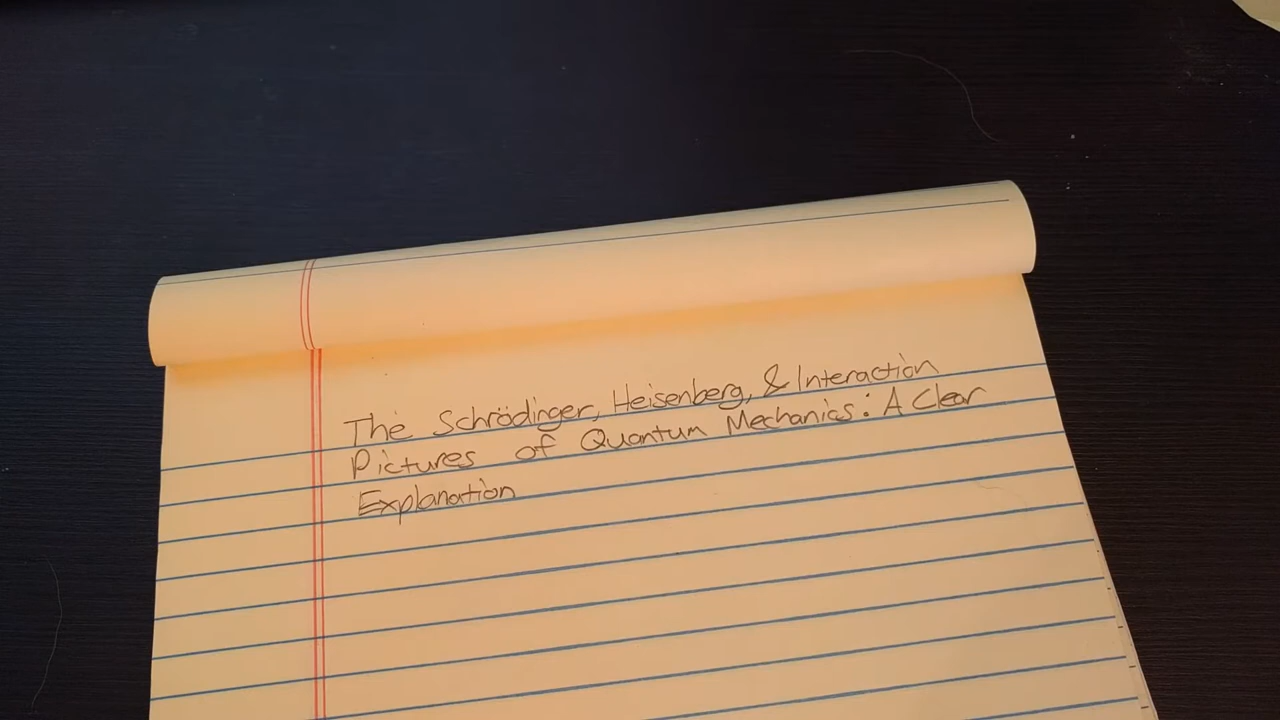 The Schrödinger, Heisenberg, & Interaction
Pictures of Quantum Mechanics: A Clear
Explanation